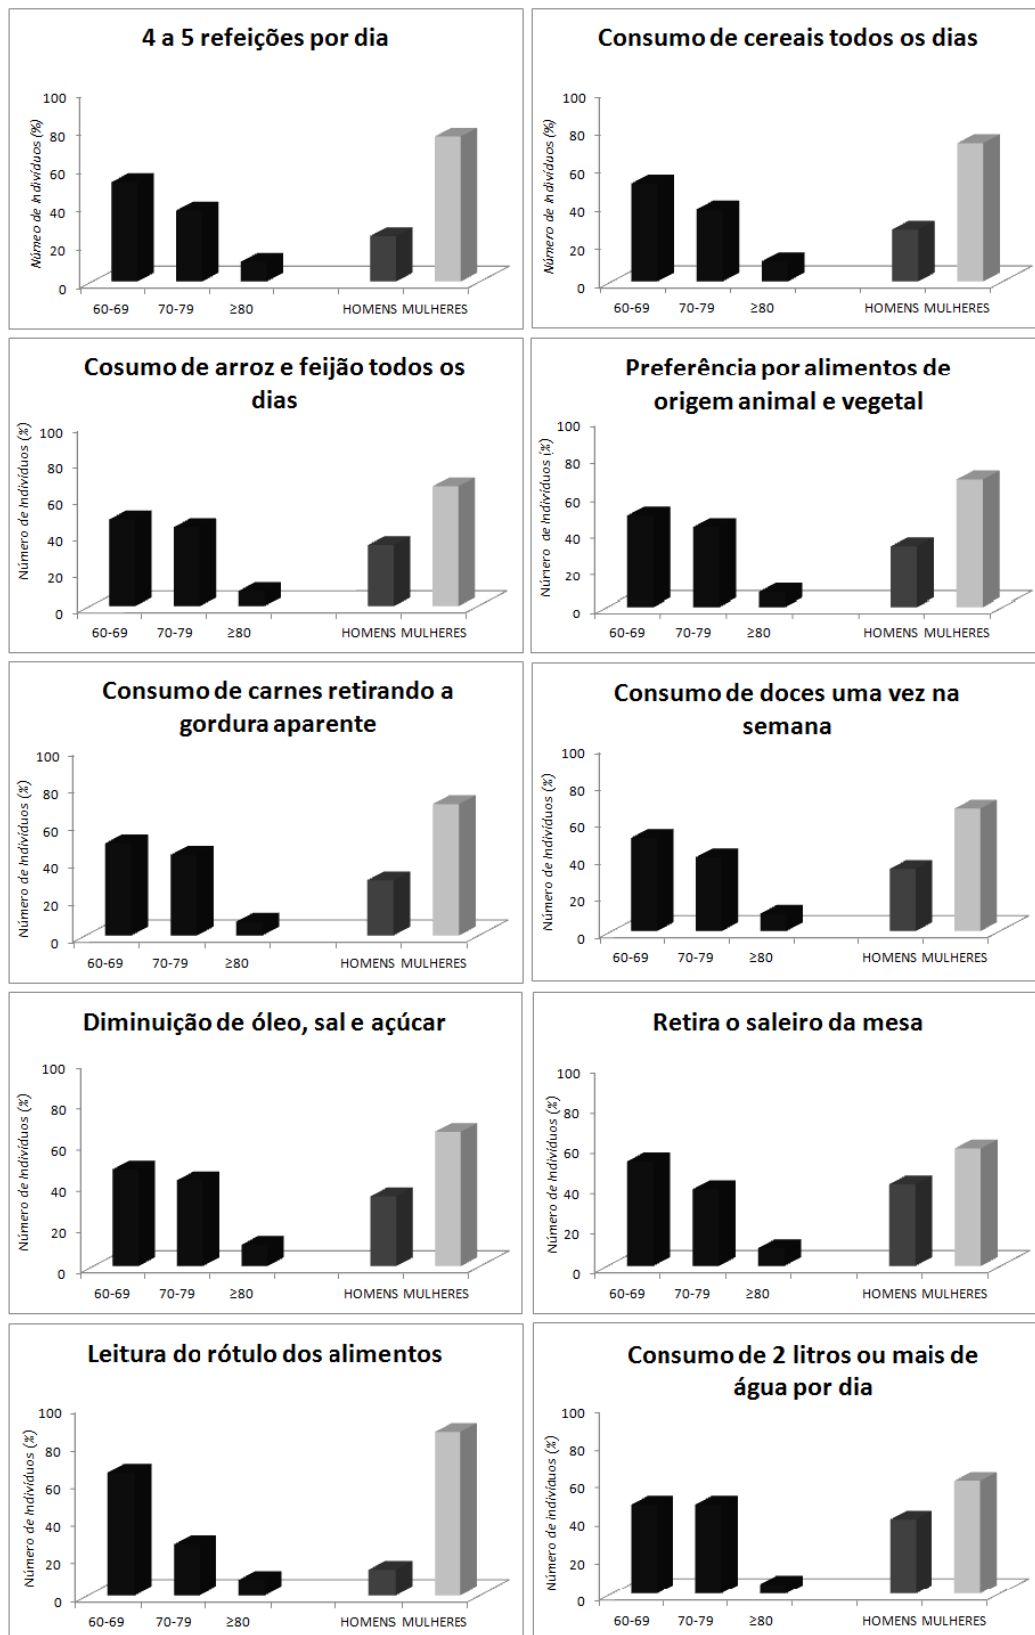 4 a 5 refeições por dia
Númeo de Indivíduos (%)
100
80
60
40
20
0
60-69 70-79 ≥80 HOMENS MULHERES
Consumo de cereais todos os dias
Número de Indivíduos (%)
100
80
60
40
20
0
60-69 70-79 ≥80 HOMENS MULHERES
Cosumo de arroz e feijão todos os
dias
Número de Indivíduos (%)
100
80
60
40
20
0
60-69 70-79 ≥80 HOMENS MULHERES
Preferência por alimentos de
origem animal e vegetal
Número de Indivíduos (%)
100
80
60
40
20
0
60-69 70-79 ≥80 HOMENS MULHERES
Consumo de carnes retirando a
gordura aparente
Número de Indivíduos (%)
100
80
60
40
20
0
60-69 70-79 ≥80 HOMENS MULHERES
Consumo de doces uma vez na
semana
Número de Indivíduos (%)
100
80
60
40
20
0
60-69 70-79 ≥80 HOMENS MULHERES
Diminuição de óleo, sal e açúcar
Número de Indivíduos (%)
100
80
60
40
20
0
60-69 70-79 ≥80 HOMENS MULHERES
Retira o saleiro da mesa
Número de Indivíduos (%)
100
80
60
40
20
0
60-69 70-79 ≥80 HOMENS MULHERES
Leitura do rótulo dos alimentos
Número de Indivíduos (%)
100
80
60
40
20
0
60-69 70-79 ≥80 HOMENS MULHERES
Consumo de 2 litros ou mais de
água por dia
Número de indivíduos (%)
100
80
60
40
20
0
60-69 70-79 ≥80 HOMENS MULHERES